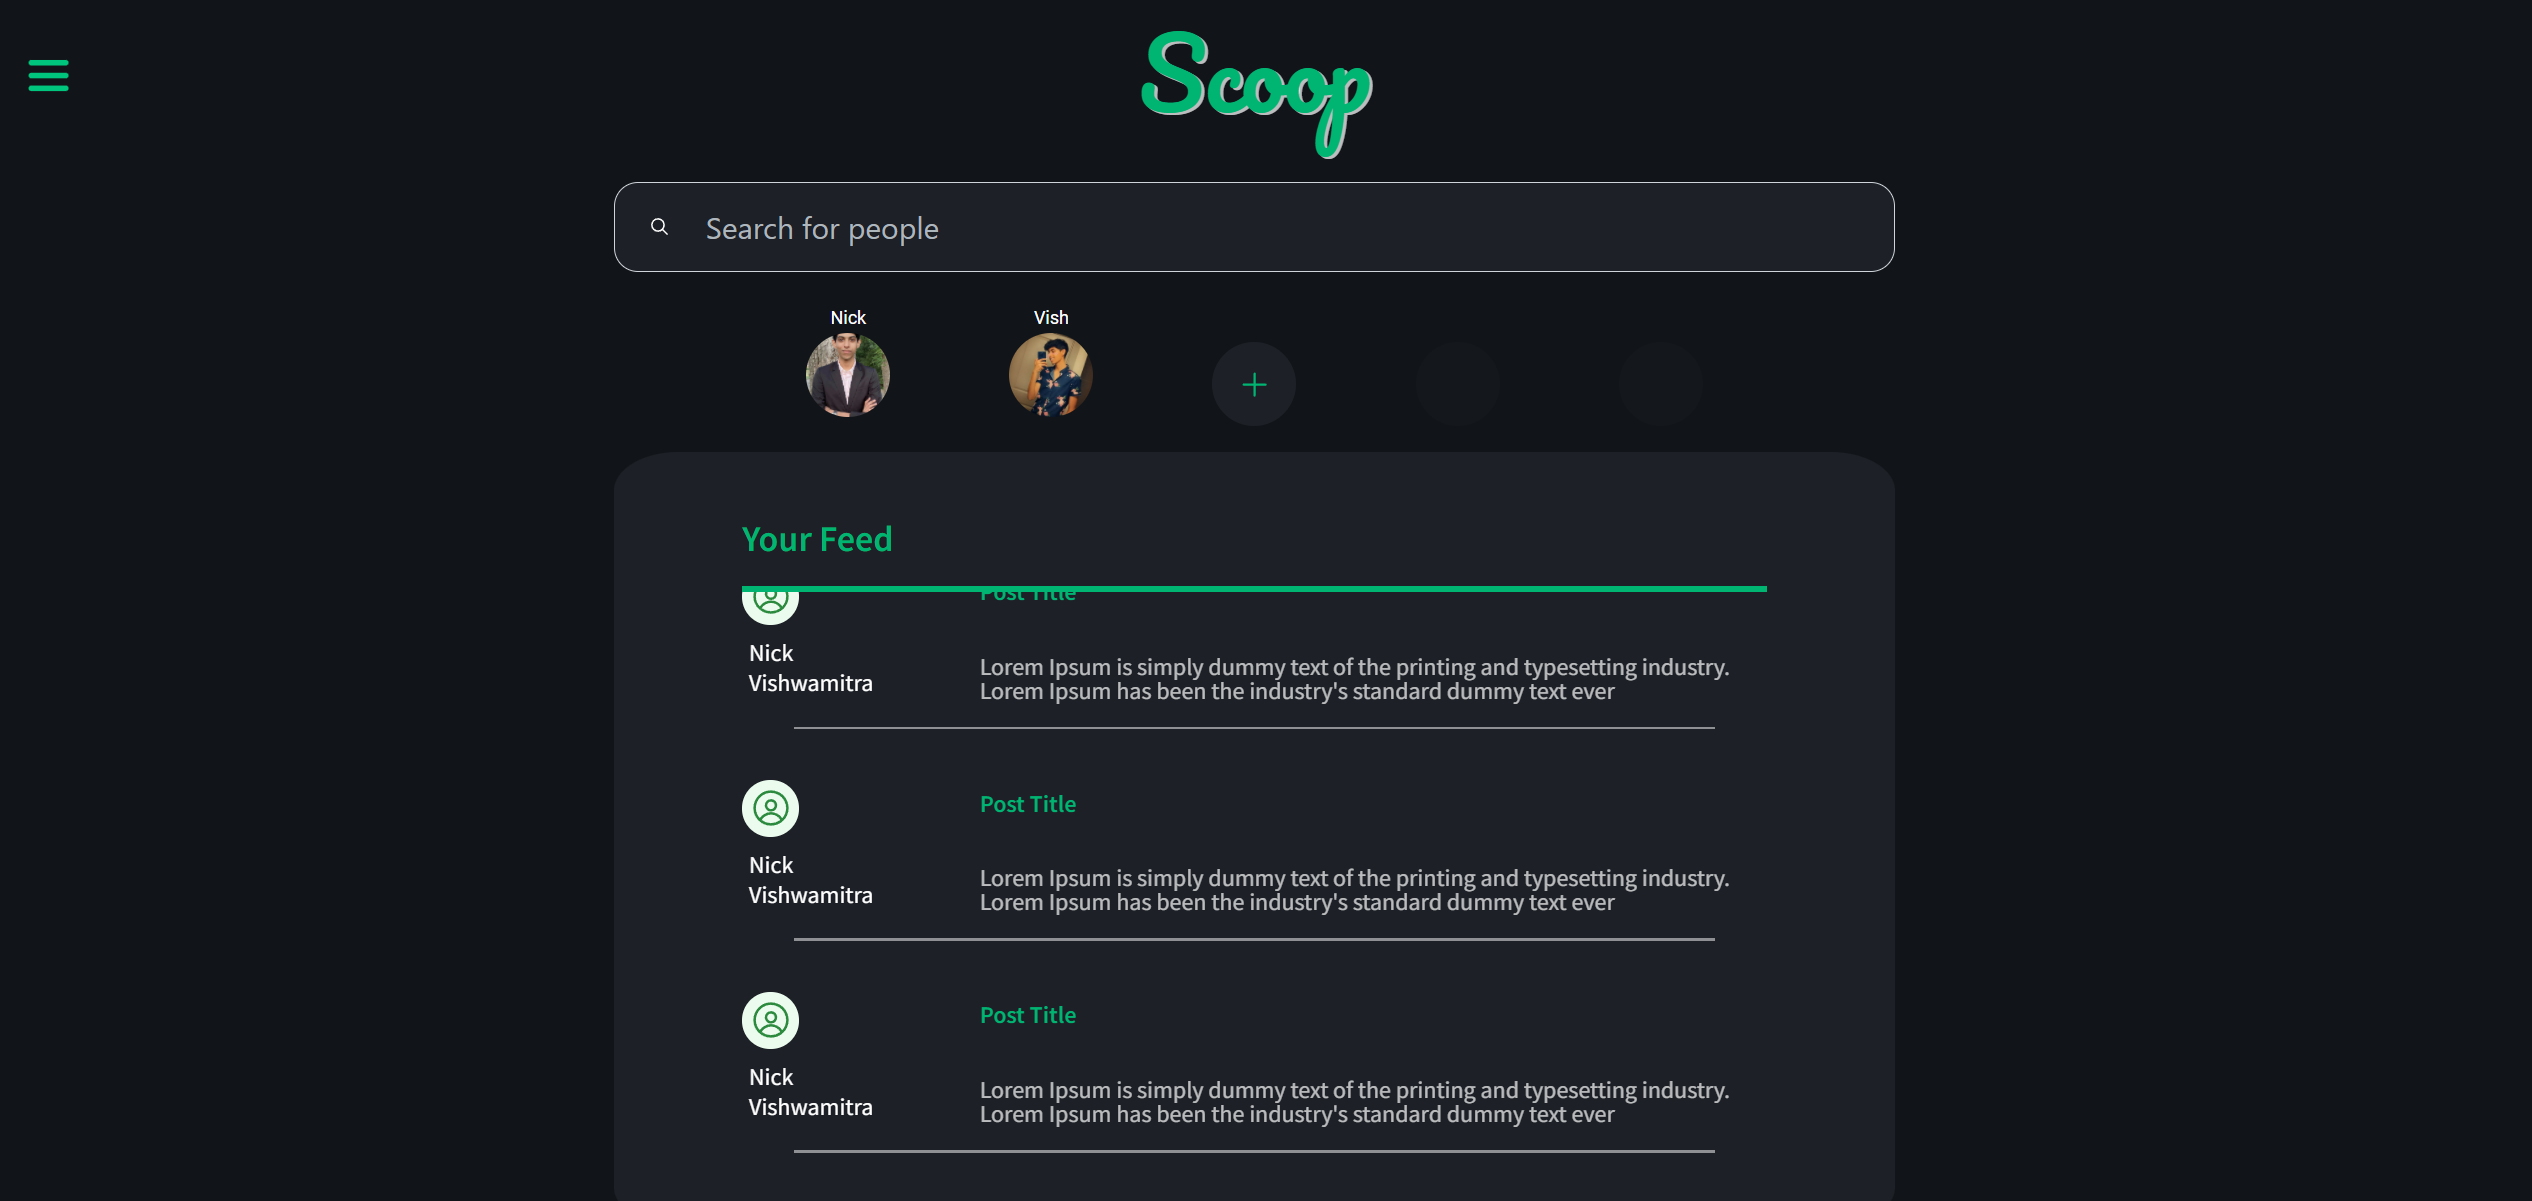 Scoop
Search for people
Nick
Vish
Your Feed
Post Title
Nick
Vishwamitra
Lorem Ipsum is simply dummy text of the printing and typesetting industry.
Lorem Ipsum has been the industry's standard dummy text ever
Post Title
Nick
Vishwamitra
Lorem Ipsum is simply dummy text of the printing and typesetting industry.
Lorem Ipsum has been the industry's standard dummy text ever
Post Title
Nick
Vishwamitra
Lorem Ipsum is simply dummy text of the printing and typesetting industry.
Lorem Ipsum has been the industry's standard dummy text ever